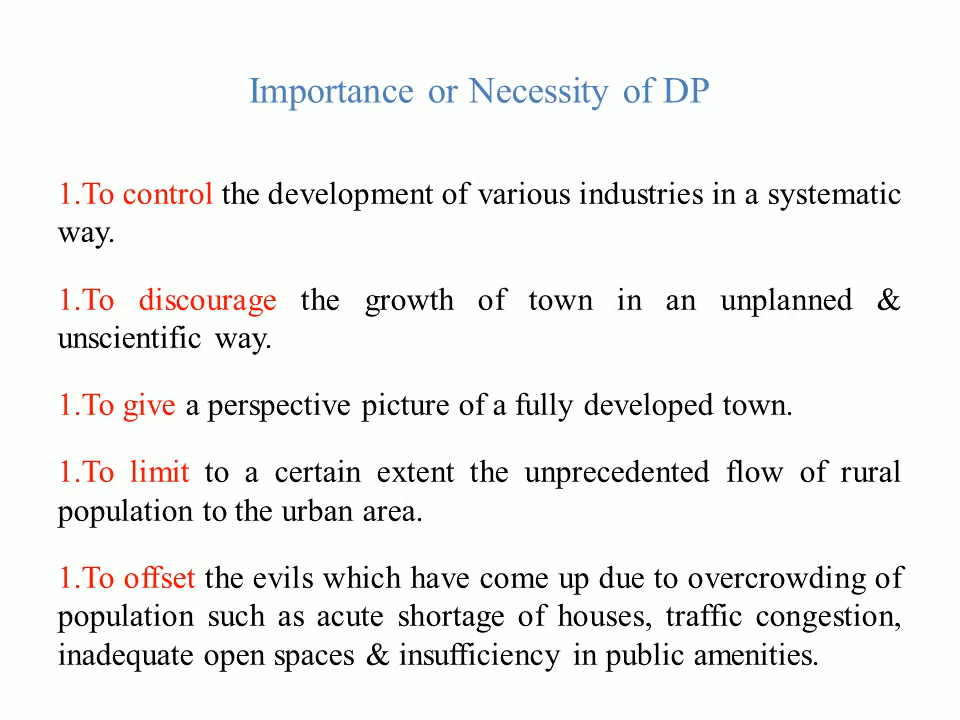 Importance or Necessity of DP
1.To control the development of various industries in a systematic
way.
1.To discourage the growth of town in an unplanned &
unscientific way.
1.To give a perspective picture of a fully developed town.
1.To limit to a certain extent the unprecedented flow of rural
population to the urban area.
1.To offset the evils which have come up due to overcrowding of
population such as acute shortage of houses, traffic congestion,
inadequate open spaces & insufficiency in public amenities.